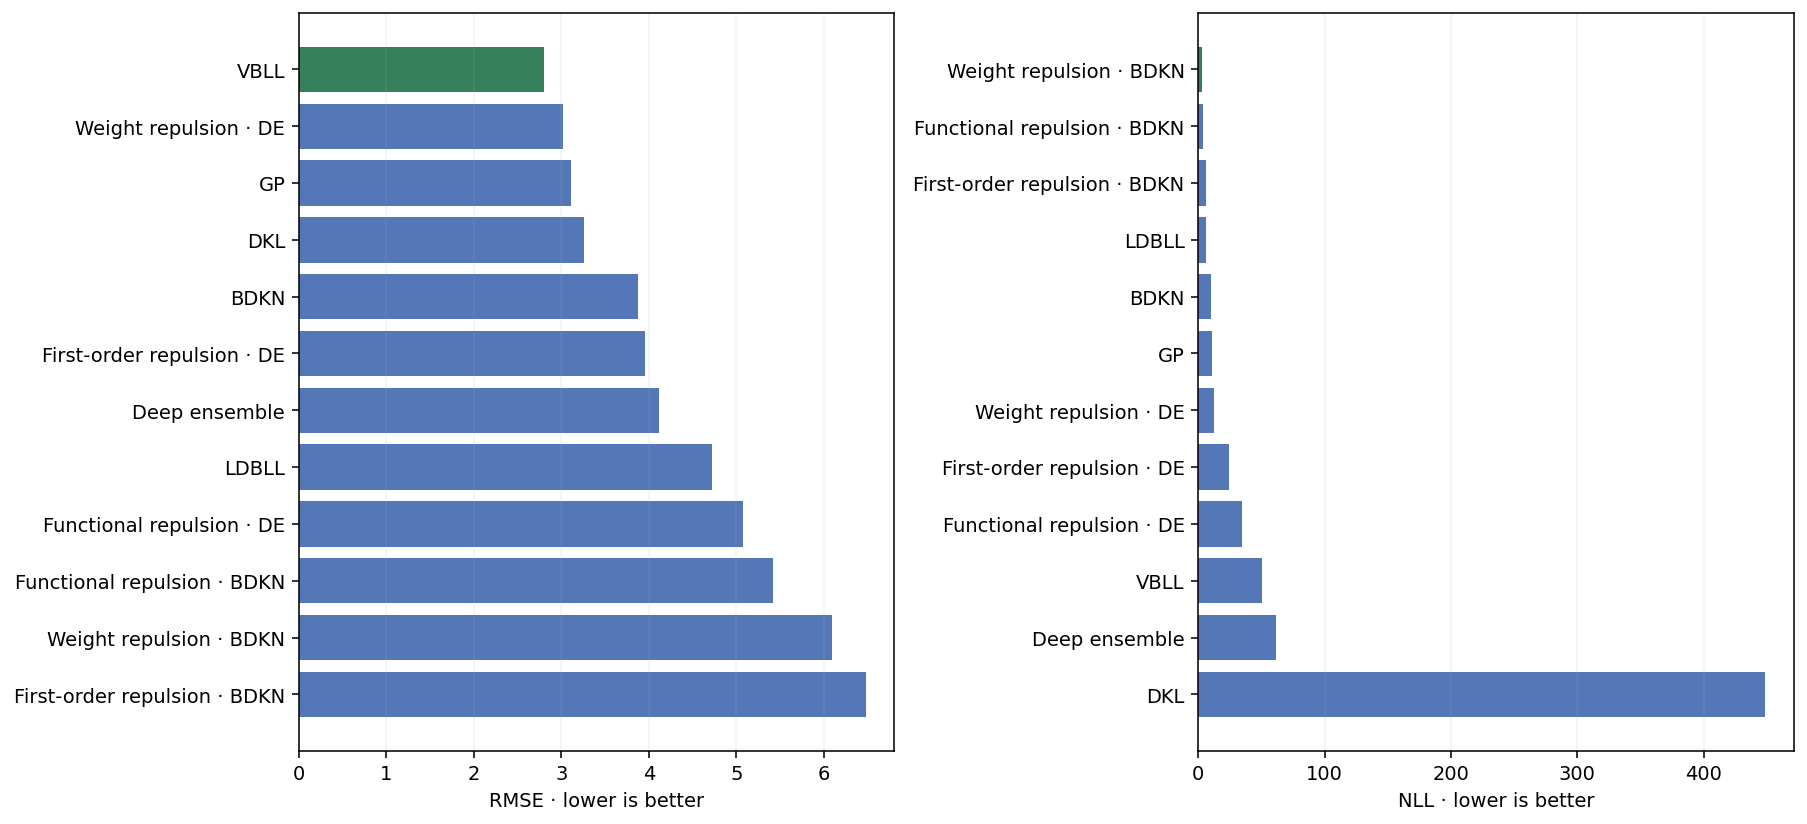 VBLL
Weight repulsion · DE
GP
DKL
BDKN
First-order repulsion · DE
Deep ensemble
LDBLL
Functional repulsion · DE
Functional repulsion · BDKN
Weight repulsion · BDKN
First-order repulsion · BDKN
0 1 2 3 4 5 6
RMSE · lower is better
Weight repulsion · BDKN
Functional repulsion · BDKN
First-order repulsion · BDKN
LDBLL
BDKN
GP
Weight repulsion · DE
First-order repulsion · DE
Functional repulsion · DE
VBLL
Deep ensemble
DKL
0 100 200 300 400
NLL · lower is better